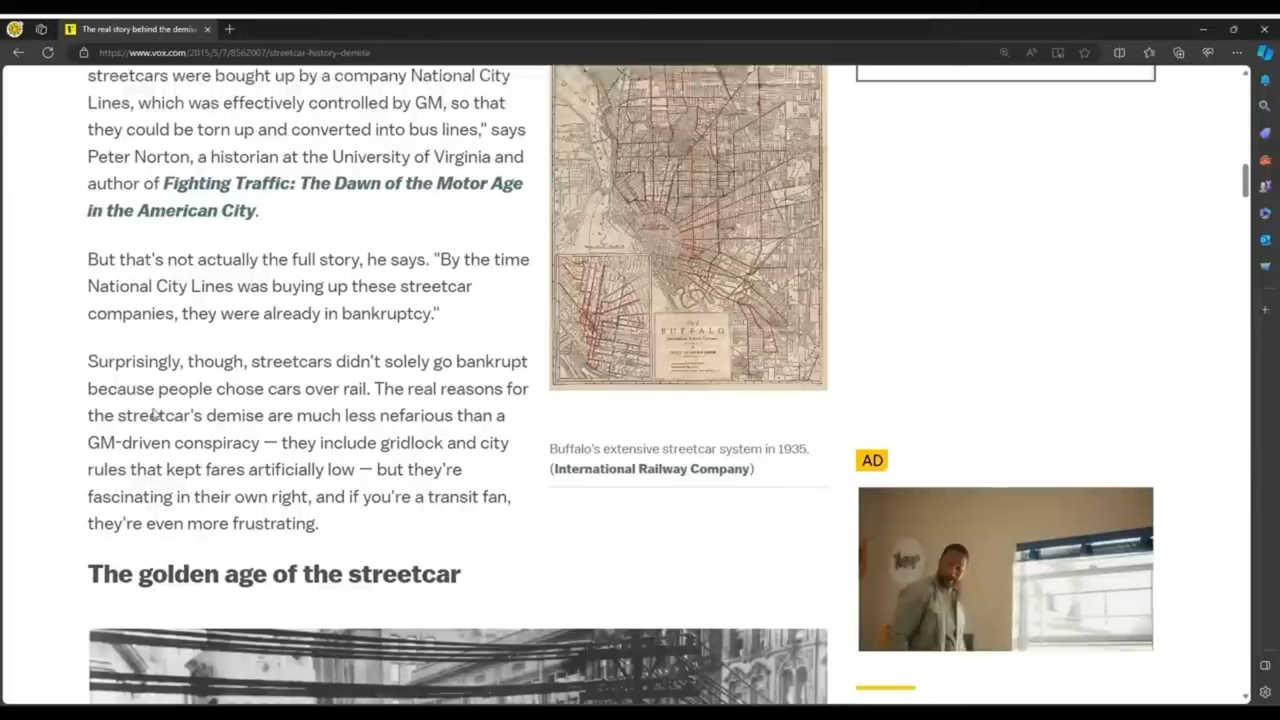 The real story behind the demis
https://www.vox.com/2015/5/7/8562007/streetcar-history-demise
streetcars were bought up by a company National City
Lines, which was effectively controlled by GM, so that
they could be torn up and converted into bus lines," says
Peter Norton, a historian at the University of Virginia and
author of Fighting Traffic: The Dawn of the Motor Age
in the American City.
But that's not actually the full story, he says. "By the time
National City Lines was buying up these streetcar
companies, they were already in bankruptcy."
Surprisingly, though, streetcars didn't solely go bankrupt
because people chose cars over rail. The real reasons for
the streetcar's demise are much less nefarious than a
GM-driven conspiracy — they include gridlock and city
rules that kept fares artificially low — but they're
fascinating in their own right, and if you're a transit fan,
they're even more frustrating.
The golden age of the streetcar
BUFFALO
Buffalo's extensive streetcar system in 1935.
(International Railway Company)
AD